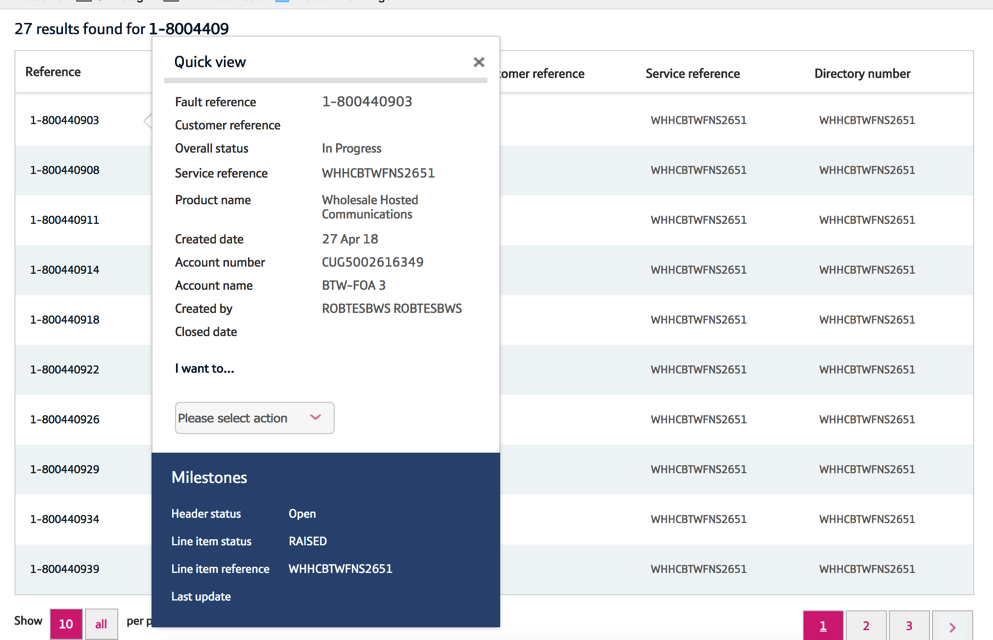 27 results found for 1-8004409
Quick view
Reference
omer reference
Service reference
Directory number
Fault reference 1-800440903
Customer reference
Overall status In Progress
Service reference WHHCBTWFNS2651
Product name Wholesale Hosted
Communications
Created date 27 Apr 18
Account number CUG5002616349
Account name BTW-FOA 3
Created by ROBTESBWS ROBTESBWS
Closed date
I want to...
Please select action
Milestones
Header status Open
Line item status RAISED
Line item reference WHHCBTWFNS2651
Last update
1-800440903 WHHCBTWFNS2651 WHHCBTWFNS2651
1-800440908 WHHCBTWFNS2651 WHHCBTWFNS2651
1-800440911 WHHCBTWFNS2651 WHHCBTWFNS2651
1-800440914 WHHCBTWFNS2651 WHHCBTWFNS2651
1-800440918 WHHCBTWFNS2651 WHHCBTWFNS2651
1-800440922 WHHCBTWFNS2651 WHHCBTWFNS2651
1-800440926 WHHCBTWFNS2651 WHHCBTWFNS2651
1-800440929 WHHCBTWFNS2651 WHHCBTWFNS2651
1-800440934 WHHCBTWFNS2651 WHHCBTWFNS2651
1-800440939 WHHCBTWFNS2651 WHHCBTWFNS2651
Show 10 all per p
1 2 3